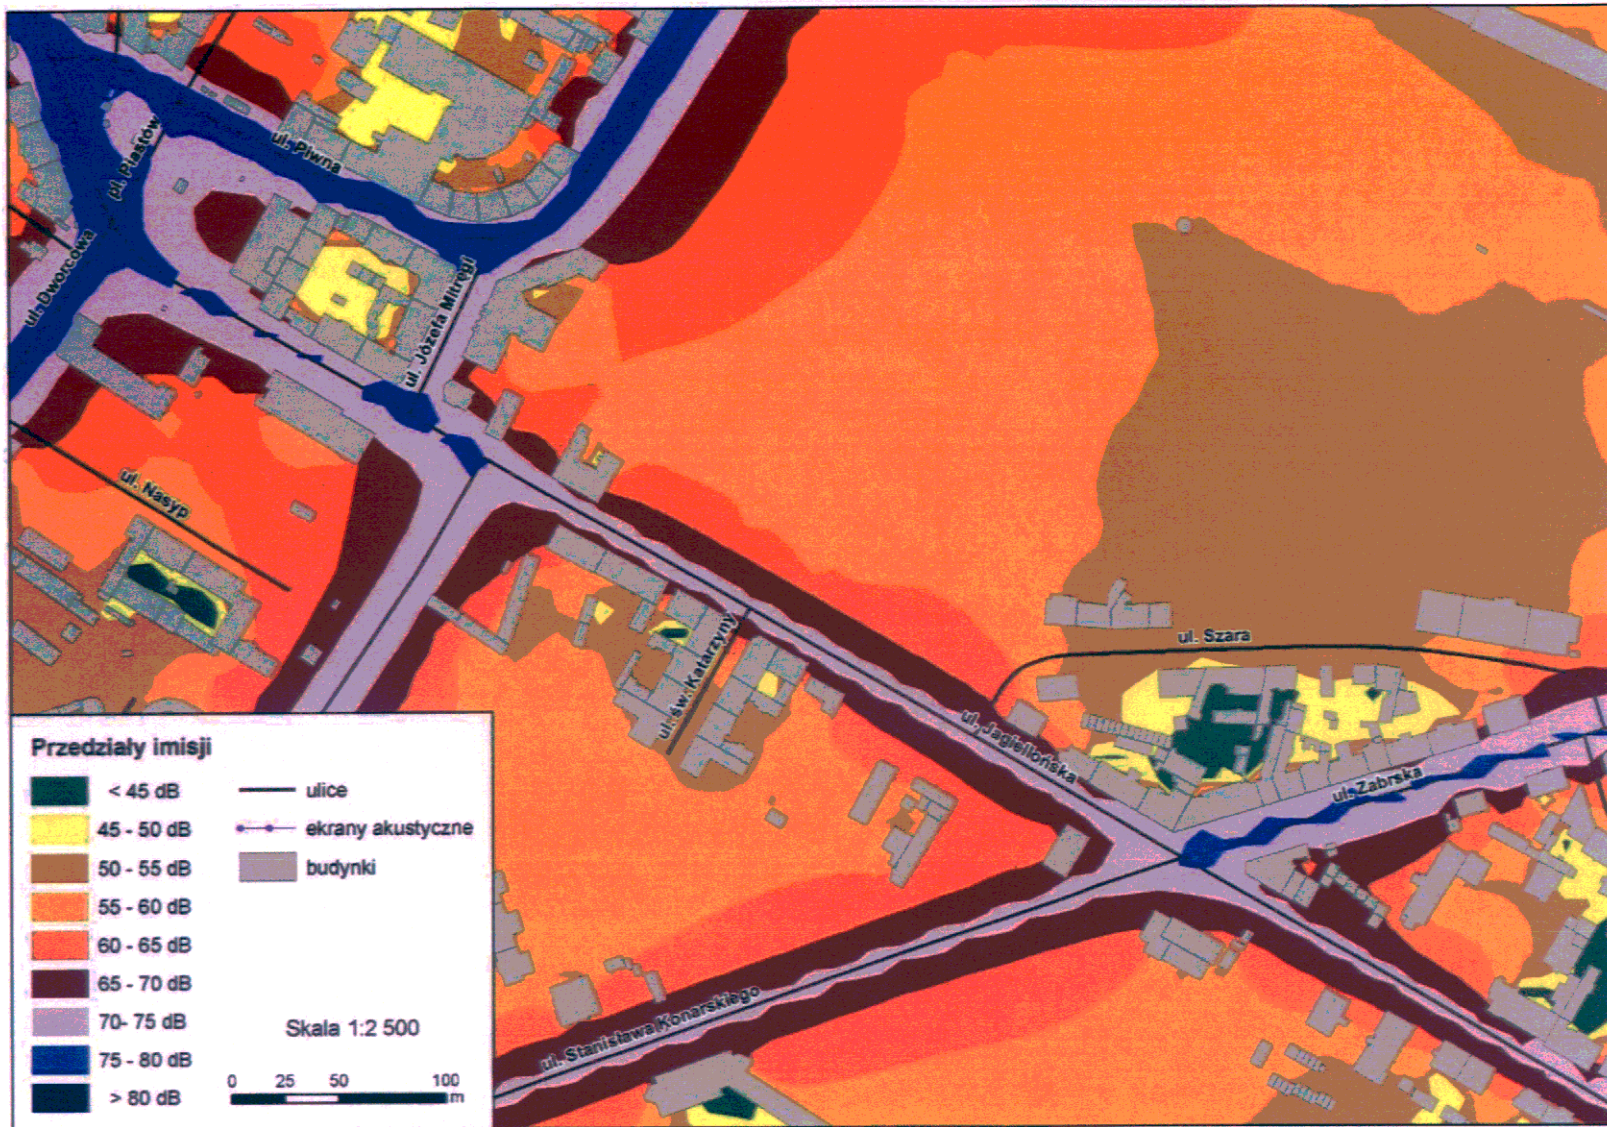 ul. Piwna
pl. Piastów
ul. Dworcowa
ul. Józefa Mitręgi
ul. Nasyp
ul. św. Katarzyny
ul. Szara
ul. Jagiellońska
ul. Zabrska
ul. Stanisława Konarskiego
Przedziały imisji
< 45 dB
45 - 50 dB
50 - 55 dB
55 - 60 dB
60 - 65 dB
65 - 70 dB
70- 75 dB
75 - 80 dB
> 80 dB
ulice
ekrany akustyczne
budynki
Skala 1:2 500
0 25 50 100
m